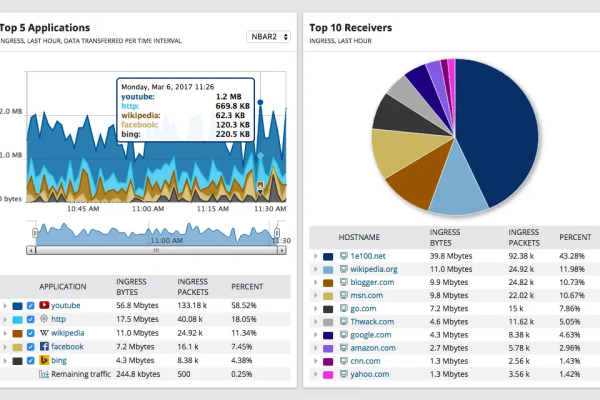 Top 5 Applications
INGRESS, LAST HOUR, DATA TRANSFERRED PER TIME INTERVAL
NBAR2
Monday, Mar 6, 2017 11:26
youtube: 1.2 MB
http: 669.8 KB
wikipedia: 62.3 KB
facebook: 120.3 KB
bing: 220.5 KB
2.0 MB
1.0 MB
0 bytes
10:45 AM 11:00 AM 11:15 AM 11:30 AM
11:00 AM 11:30
APPLICATION INGRESS BYTES INGRESS PACKETS PERCENT
youtube 56.8 Mbytes 133.18 k 58.52%
http 17.5 Mbytes 40.08 k 18.05%
W wikipedia 11.0 Mbytes 24.92 k 11.34%
facebook 7.2 Mbytes 16.1 k 7.45%
bing 4.3 Mbytes 8.38 k 4.38%
Remaining traffic 244.8 kbytes 500 0.25%
Top 10 Receivers
INGRESS, LAST HOUR
HOSTNAME INGRESS BYTES INGRESS PACKETS PERCENT
1e100.net 39.8 Mbytes 92.38 k 43.28%
wikipedia.org 11.0 Mbytes 24.92 k 11.98%
blogger.com 9.9 Mbytes 24.82 k 10.73%
msn.com 9.8 Mbytes 22.02 k 10.67%
go.com 7.2 Mbytes 15 k 7.86%
Thwack.com 4.6 Mbytes 11.62 k 5.05%
google.com 4.3 Mbytes 8.38 k 4.63%
amazon.com 2.7 Mbytes 5.78 k 2.96%
cnn.com 1.3 Mbytes 2.56 k 1.43%
yahoo.com 1.3 Mbytes 3.56 k 1.42%